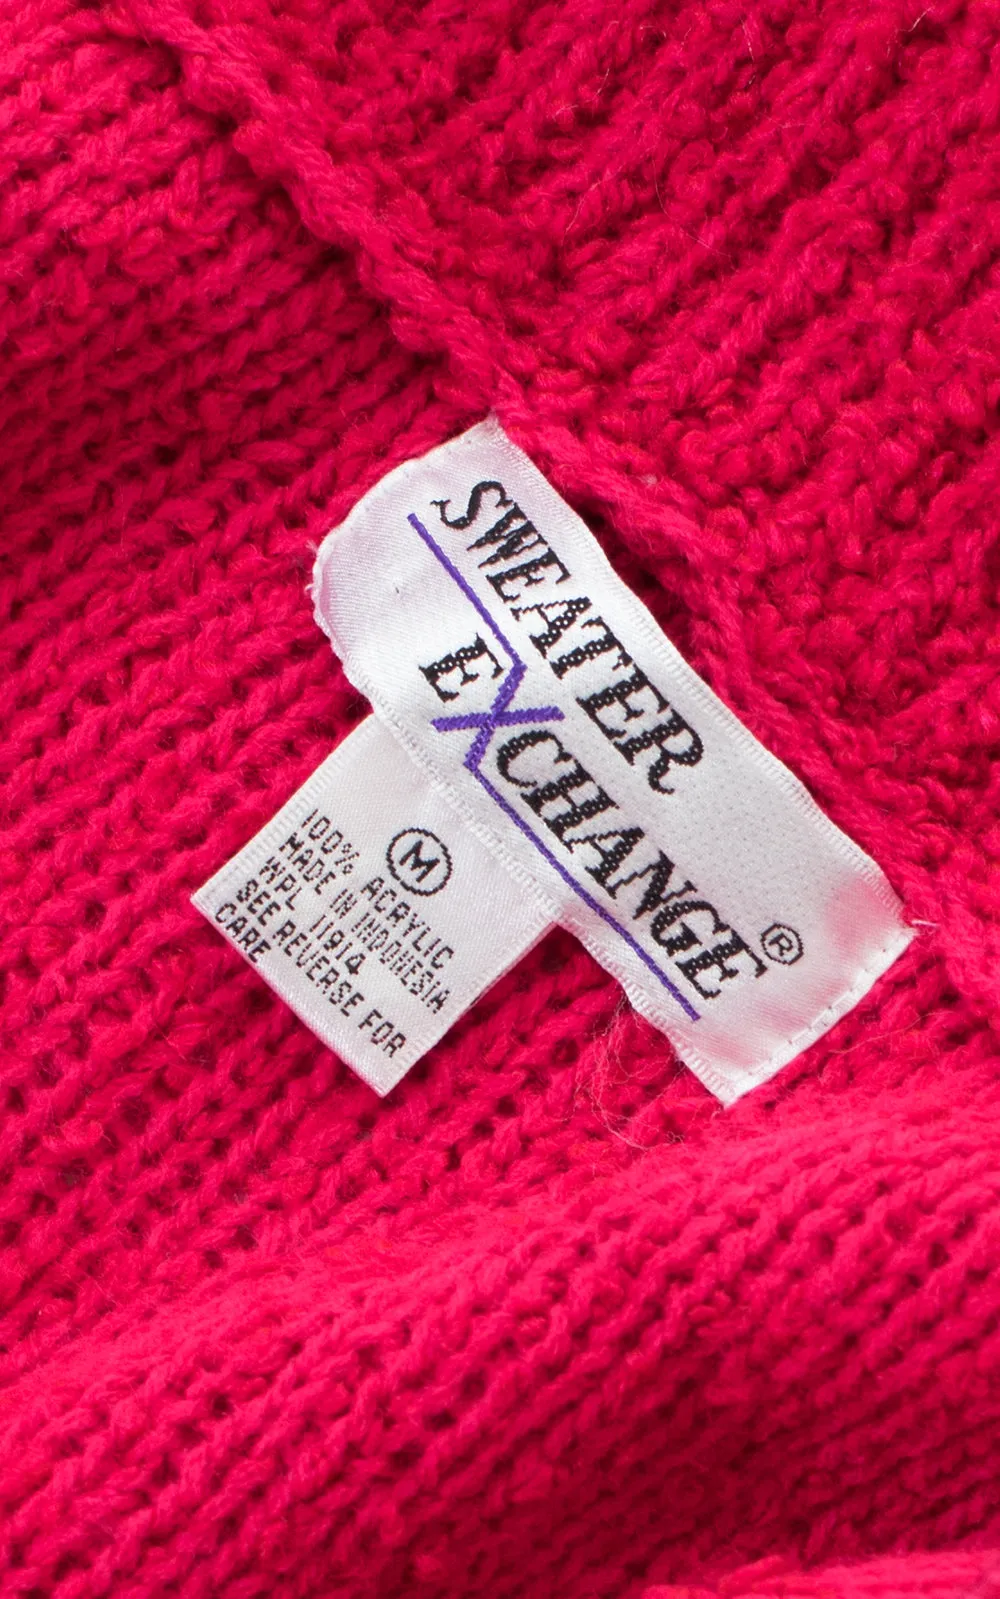 SWEATER
EXCHANGE®
M
100% ACRYLIC
MADE IN INDONESIA
WPL 11914
SEE REVERSE FOR
CARE